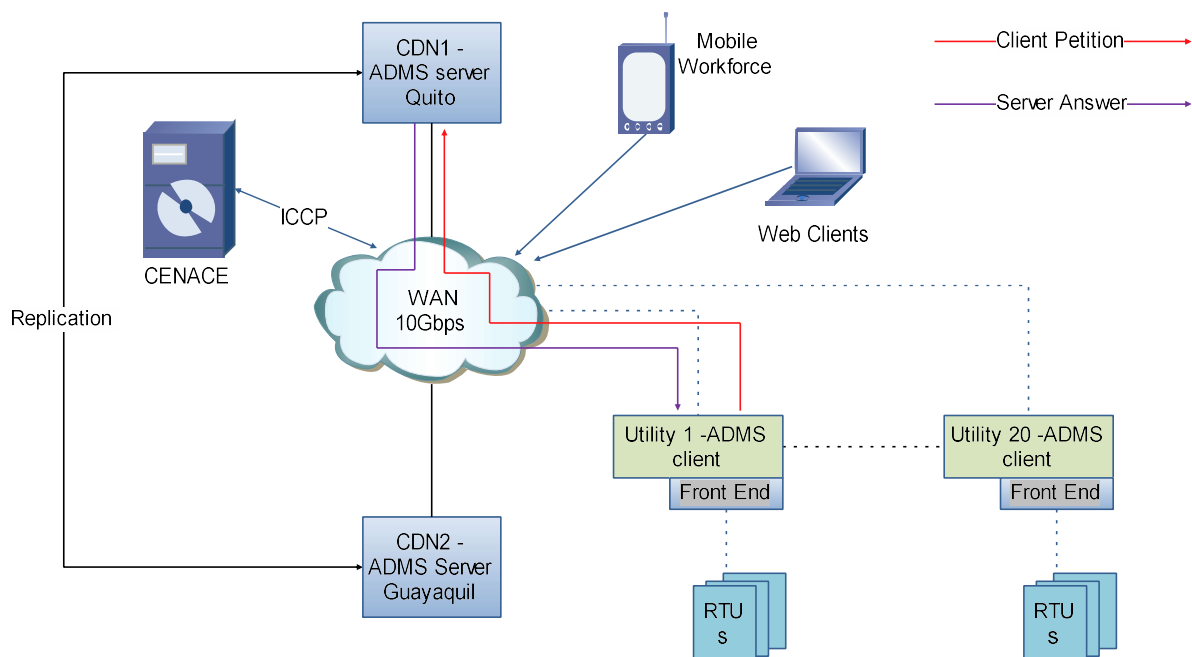 CDN1 -
ADMS server
Quito
Mobile
Workforce
Client Petition
Server Answer
ICCP
CENACE
Web Clients
Replication
WAN
10Gbps
Utility 1 -ADMS
client
Front End
Utility 20 -ADMS
client
Front End
CDN2 -
ADMS Server
Guayaquil
RTU
s
RTU
s